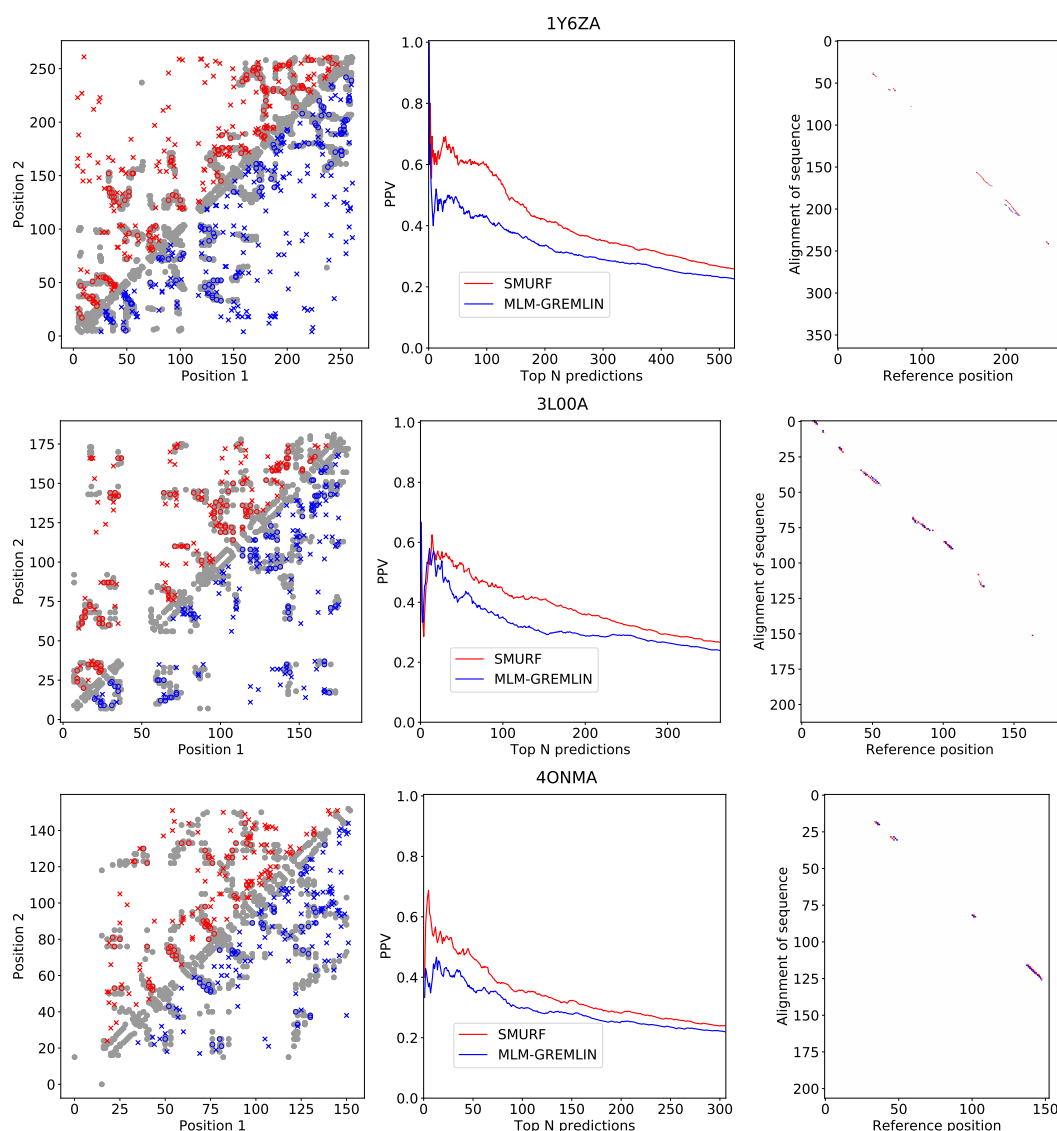 1Y6ZA
250
200
150
100
50
0
Position 2
0 50 100 150 200 250
Position 1
1.0
0.8
0.6
0.4
0.2
0.0
PPV
SMURF
MLM-GREMLIN
0 100 200 300 400 500
Top N predictions
0
50
100
150
200
250
300
350
Alignment of sequence
0 100 200
Reference position
3L00A
175
150
125
100
75
50
25
0
Position 2
0 50 100 150
Position 1
1.0
0.8
0.6
0.4
0.2
0.0
PPV
SMURF
MLM-GREMLIN
0 100 200 300
Top N predictions
0
25
50
75
100
125
150
175
200
Alignment of sequence
0 50 100 150
Reference position
4ONMA
140
120
100
80
60
40
20
0
Position 2
0 25 50 75 100 125 150
Position 1
1.0
0.8
0.6
0.4
0.2
0.0
PPV
SMURF
MLM-GREMLIN
0 50 100 150 200 250 300
Top N predictions
0
25
50
75
100
125
150
175
200
Alignment of sequence
0 50 100 150
Reference position